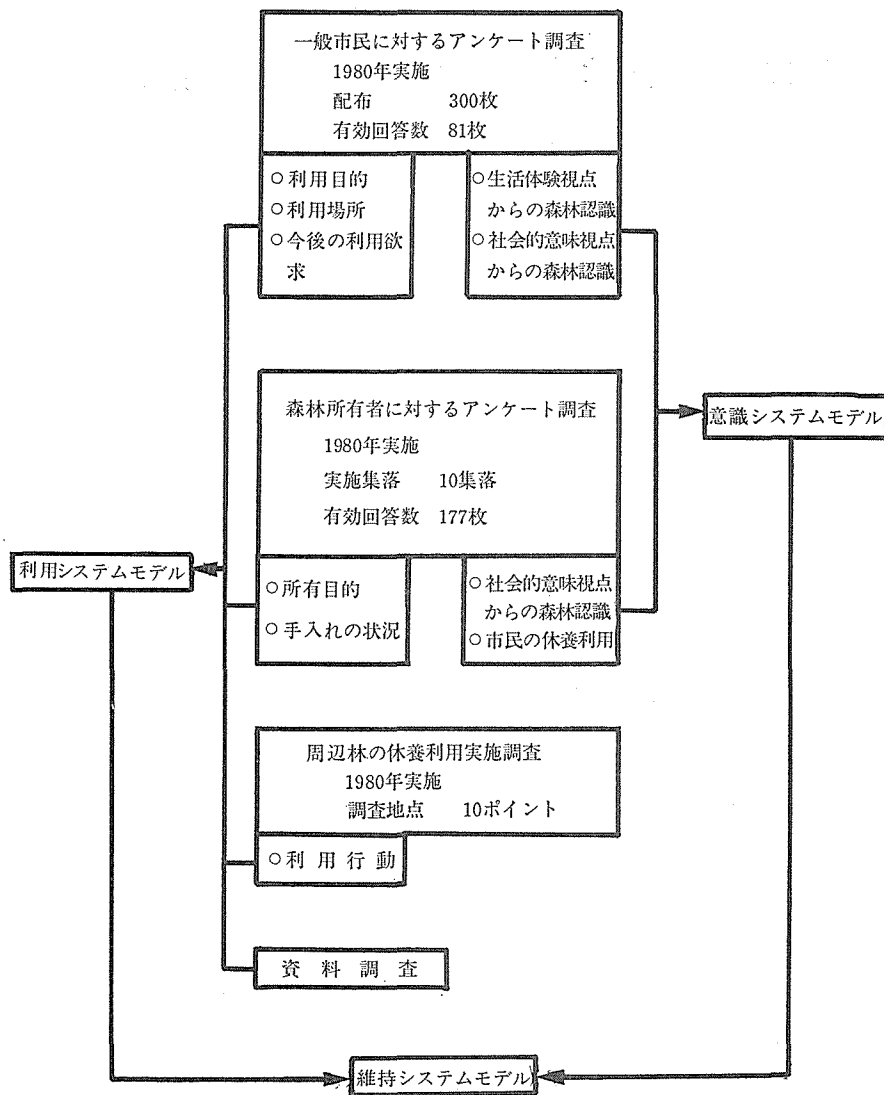 一般市民に対するアンケート調査
1980年実施
配布 300枚
有効回答数 81枚
○利用目的
○利用場所
○今後の利用欲
求
○生活体験視点
からの森林認識
○社会的意味視点
からの森林認識
森林所有者に対するアンケート調査
1980年実施
実施集落 10集落
有効回答数 177枚
○所有目的
○手入れの状況
○社会的意味視点
からの森林認識
○市民の休養利用
意識システムモデル
利用システムモデル
周辺林の休養利用実施調査
1980年実施
調査地点 10ポイント
○利用行動
資料調査
維持システムモデル